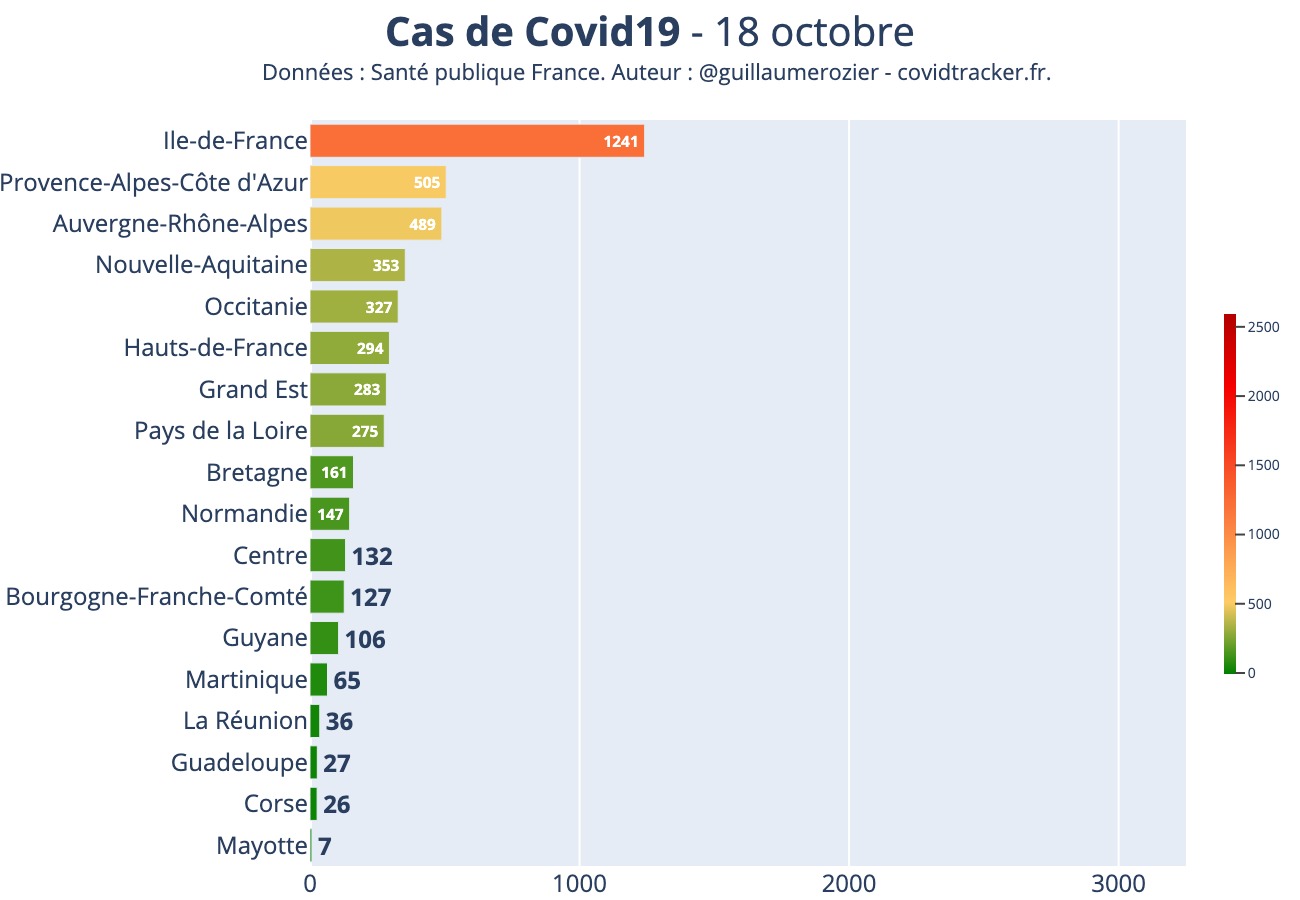 Cas de Covid19 - 18 octobre
Données : Santé publique France. Auteur : @guillaumerozier - covidtracker.fr.
Ile-de-France 1241
Provence-Alpes-Côte d'Azur 505
Auvergne-Rhône-Alpes 489
Nouvelle-Aquitaine 353
Occitanie 327
Hauts-de-France 294
Grand Est 283
Pays de la Loire 275
Bretagne 161
Normandie 147
Centre 132
Bourgogne-Franche-Comté 127
Guyane 106
Martinique 65
La Réunion 36
Guadeloupe 27
Corse 26
Mayotte 7
0 1000 2000 3000
2500
2000
1500
1000
500
0